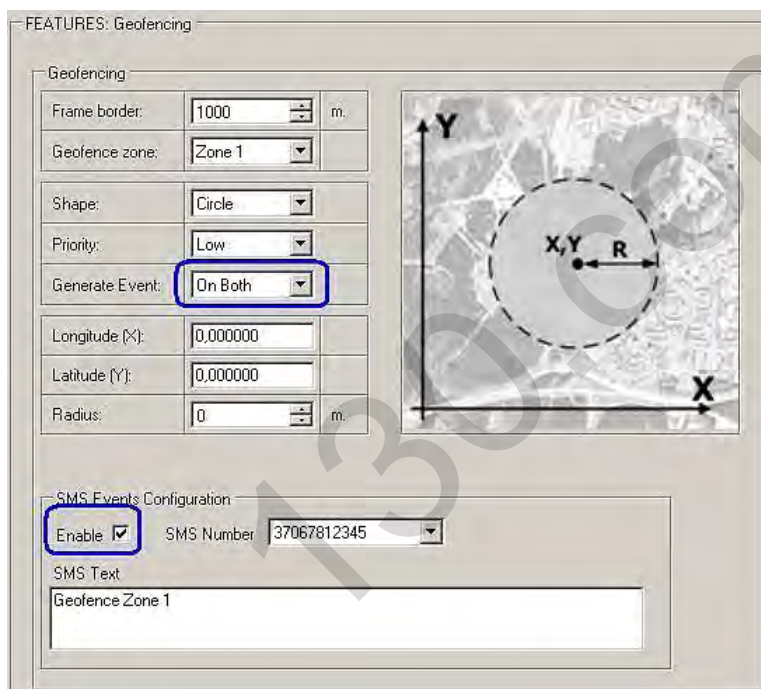 FEATURES: Geofencing
Geofencing
Frame border: 1000 m.
Geofence zone: Zone 1
Shape: Circle
Priority: Low
Generate Event: On Both
Longitude (X): 0,000000
Latitude (Y): 0,000000
Radius: 0 m.
Y
X,Y R
X
SMS Events Configuration
Enable SMS Number 37067812345
SMS Text
Geofence Zone 1
130.com